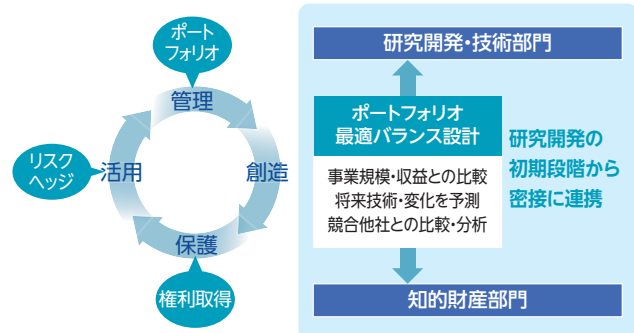 ポート
フォリオ
管理
リスク
ヘッジ
活用
創造
保護
権利取得
研究開発・技術部門
ポートフォリオ
最適バランス設計
事業規模・収益との比較
将来技術・変化を予測
競合他社との比較・分析
研究開発の
初期段階から
密接に連携
知的財産部門